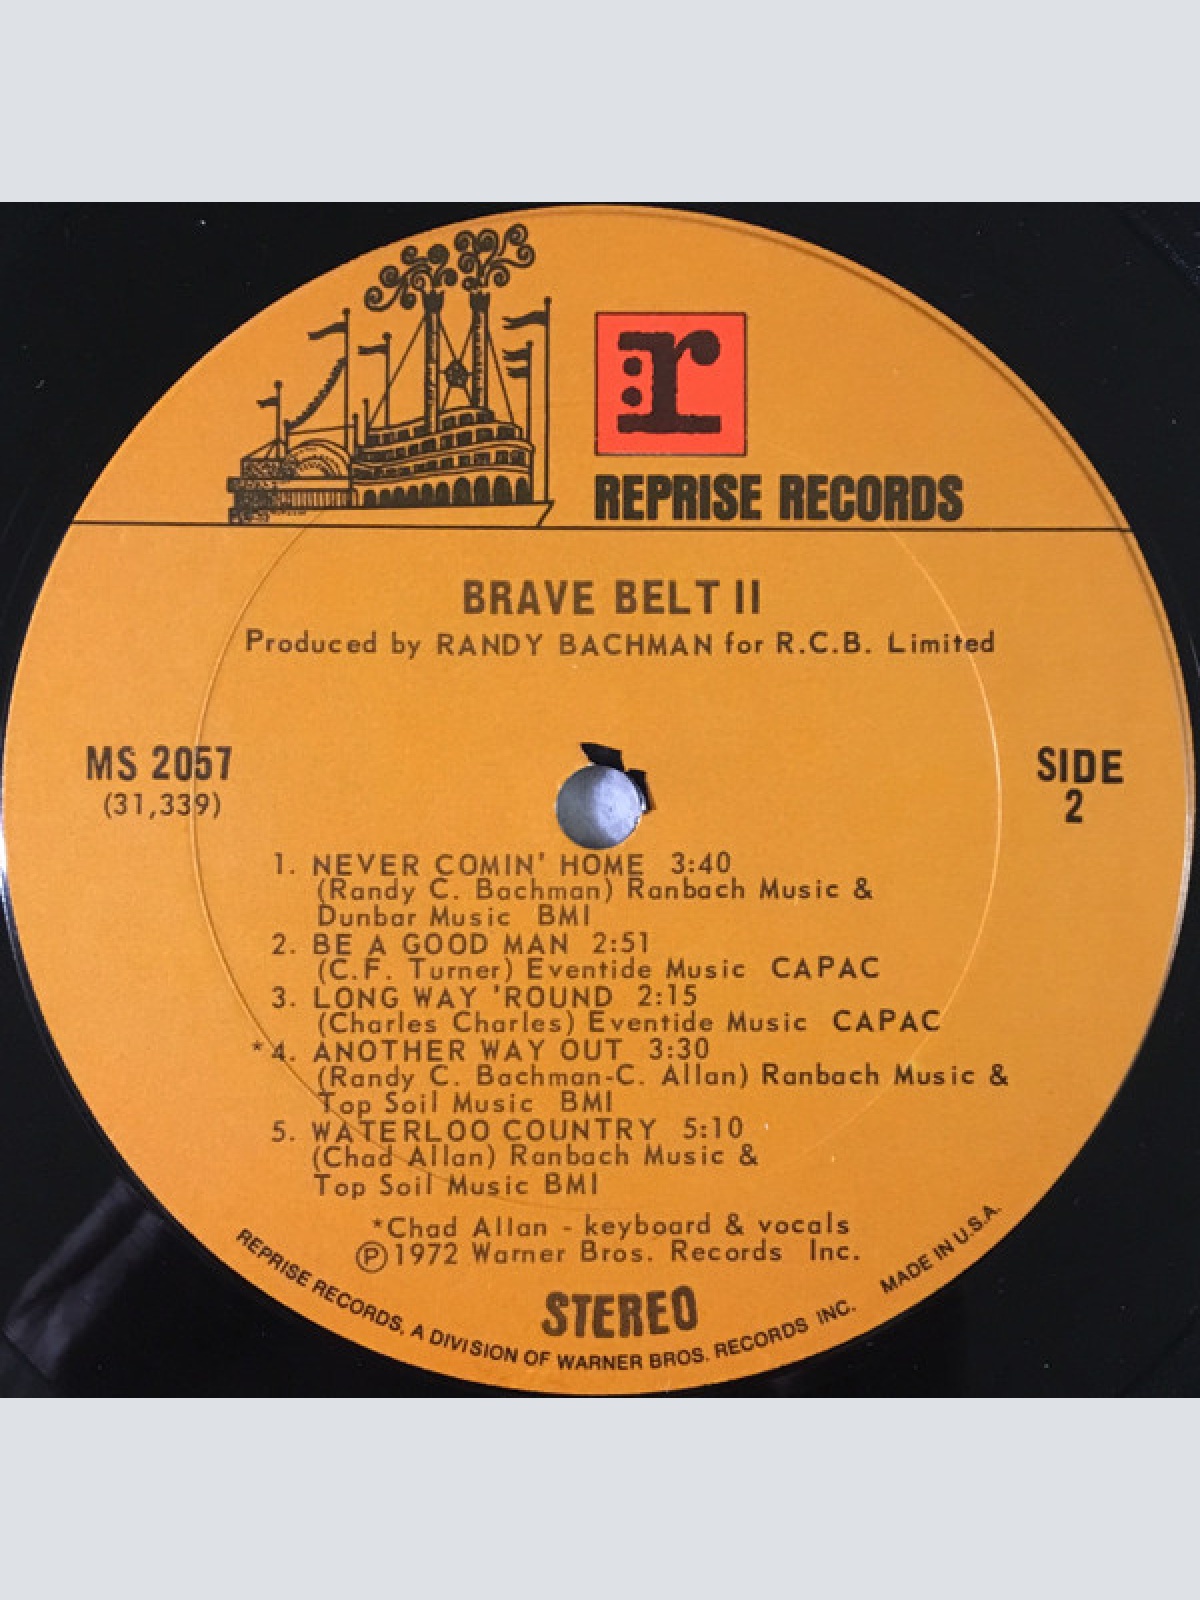 :r
REPRISE RECORDS
BRAVE BELT II
Produced by RANDY BACHMAN for R.C.B. Limited
MS 2057
(31,339)
SIDE
2
1. NEVER COMIN' HOME 3:40
(Randy C. Bachman) Ranbach Music &
Dunbar Music BMI
2. BE A GOOD MAN 2:51
(C.F. Turner) Eventide Music CAPAC
3. LONG WAY 'ROUND 2:15
(Charles Charles) Eventide Music CAPAC
*4. ANOTHER WAY OUT 3:30
(Randy C. Bachman-C. Allan) Ranbach Music &
Top Soil Music BMI
5. WATERLOO COUNTRY 5:10
(Chad Allan) Ranbach Music &
Top Soil Music BMI
*Chad Allan - keyboard & vocals
Ⓟ1972 Warner Bros. Records Inc.
STEREO
REPRISE RECORDS, A DIVISION OF WARNER BROS. RECORDS INC. MADE IN U.S.A.